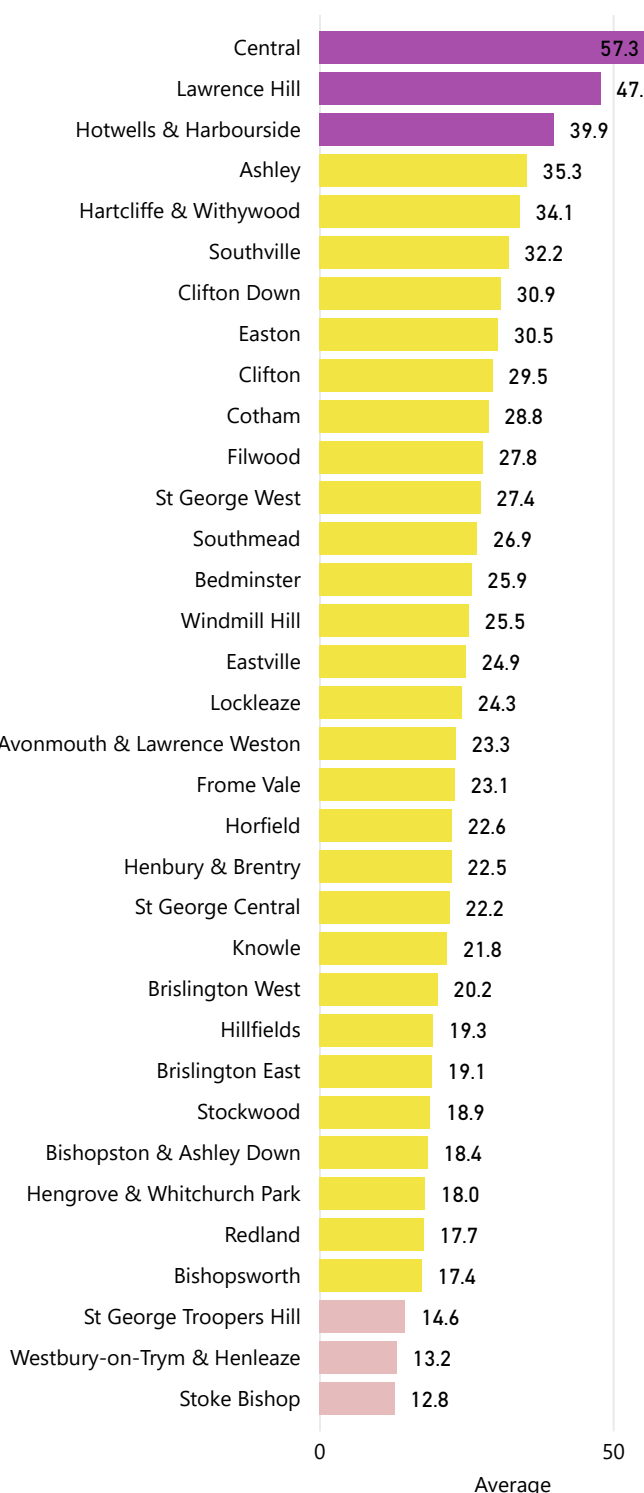 Central 57.3
Lawrence Hill 47.
Hotwells & Harbourside 39.9
Ashley 35.3
Hartcliffe & Withywood 34.1
Southville 32.2
Clifton Down 30.9
Easton 30.5
Clifton 29.5
Cotham 28.8
Filwood 27.8
St George West 27.4
Southmead 26.9
Bedminster 25.9
Windmill Hill 25.5
Eastville 24.9
Lockleaze 24.3
Avonmouth & Lawrence Weston 23.3
Frome Vale 23.1
Horfield 22.6
Henbury & Brentry 22.5
St George Central 22.2
Knowle 21.8
Brislington West 20.2
Hillfields 19.3
Brislington East 19.1
Stockwood 18.9
Bishopston & Ashley Down 18.4
Hengrove & Whitchurch Park 18.0
Redland 17.7
Bishopsworth 17.4
St George Troopers Hill 14.6
Westbury-on-Trym & Henleaze 13.2
Stoke Bishop 12.8
0 50
Average